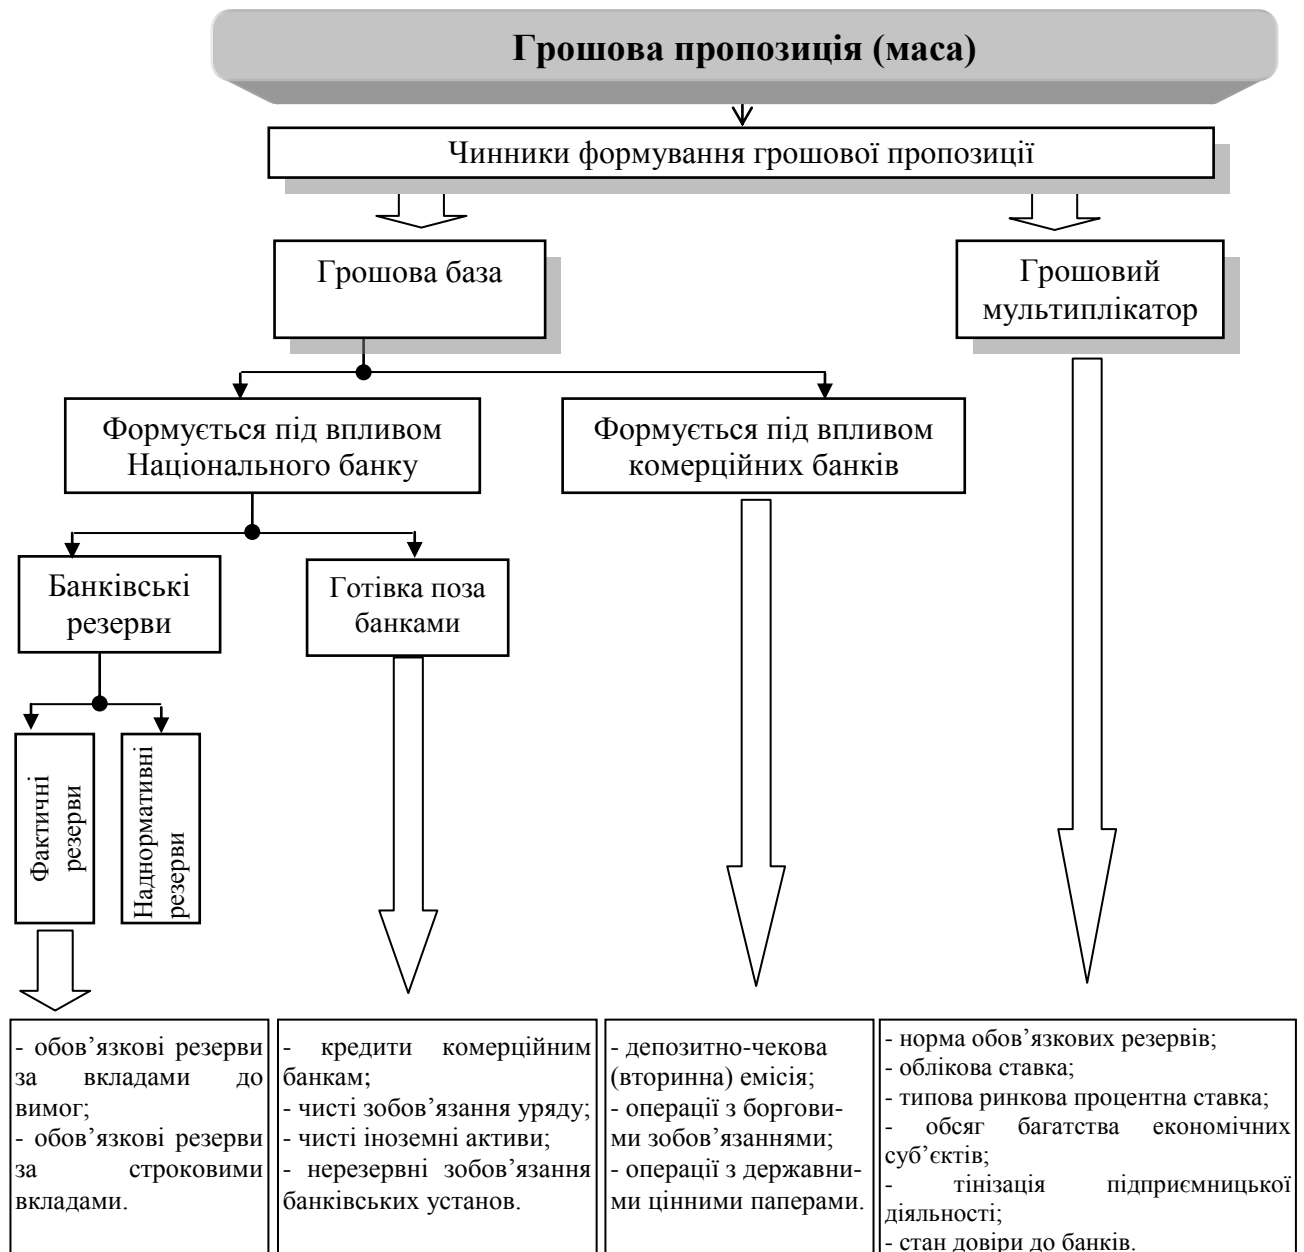 Грошова пропозиція (маса)
Чинники формування грошової пропозиції
Грошова база
Грошовий
мультиплікатор
Формується під впливом
Національного банку
Формується під впливом
комерційних банків
Банківські
резерви
Готівка поза
банками
Фактичні
резерви
Наднормативні
резерви
- обов’язкові резерви
за вкладами до
вимог;
- обов’язкові резерви
за строковими
вкладами.
- кредити комерційним
банкам;
- чисті зобов’язання уряду;
- чисті іноземні активи;
- нерезервні зобов’язання
банківських установ.
- депозитно-чекова
(вторинна) емісія;
- операції з боргови-
ми зобов’язаннями;
- операції з державни-
ми цінними паперами.
- норма обов’язкових резервів;
- облікова ставка;
- типова ринкова процентна ставка;
- обсяг багатства економічних
суб’єктів;
- тінізація підприємницької
діяльності;
- стан довіри до банків.